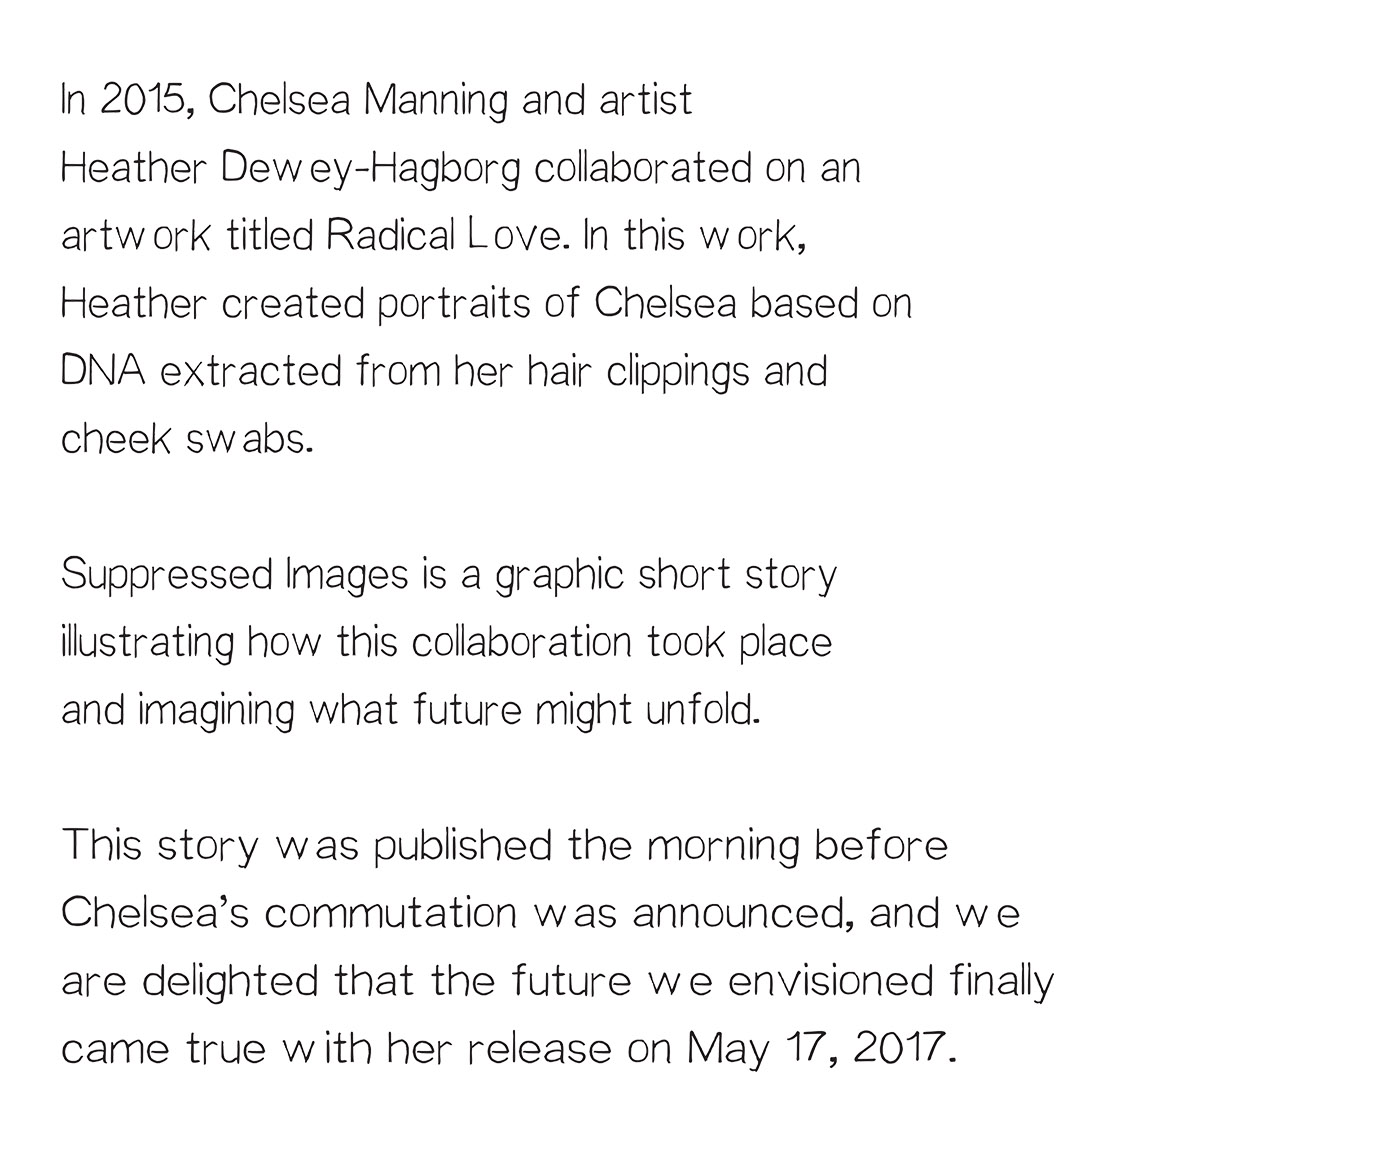 In 2015, Chelsea Manning and artist
Heather Dewey-Hagborg collaborated on an
artwork titled Radical Love. In this work,
Heather created portraits of Chelsea based on
DNA extracted from her hair clippings and
cheek swabs.
Suppressed Images is a graphic short story
illustrating how this collaboration took place
and imagining what future might unfold.
This story was published the morning before
Chelsea’s commutation was announced, and we
are delighted that the future we envisioned finally
came true with her release on May 17, 2017.